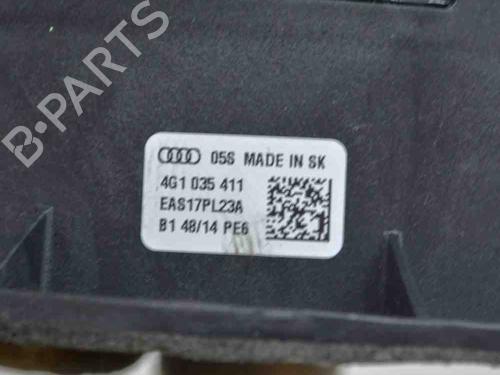 B-PARTS
05S MADE IN SK
4G1 035 411
EAS17PL23A
B1 48/14 PE6